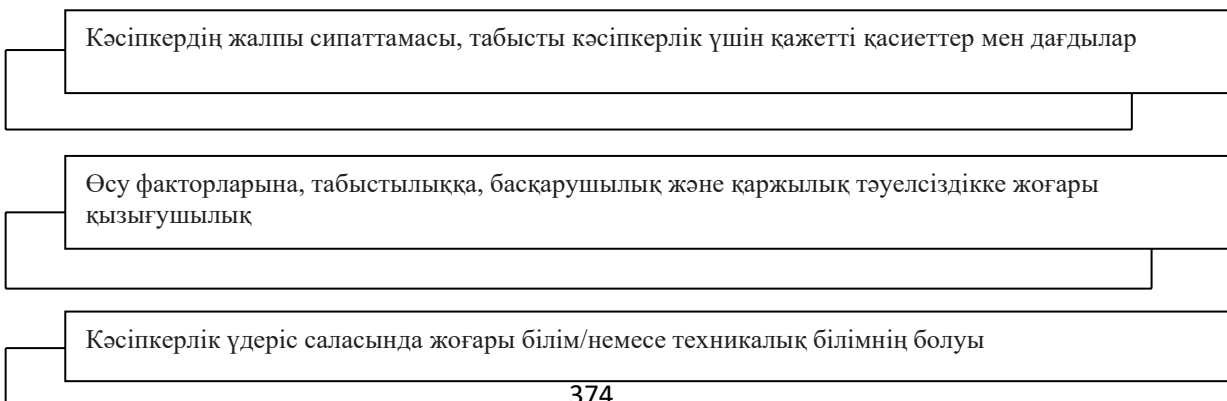 Кәсіпкердің жалпы сипаттамасы, табысты кәсіпкерлік үшін қажетті қасиеттер мен дағдылар
Өсу факторларына, табыстылыққа, басқарушылық және қаржылық тәуелсіздікке жоғары
қызығушылық
Кәсіпкерлік үдеріс саласында жоғары білім/немесе техникалық білімнің болуы
374